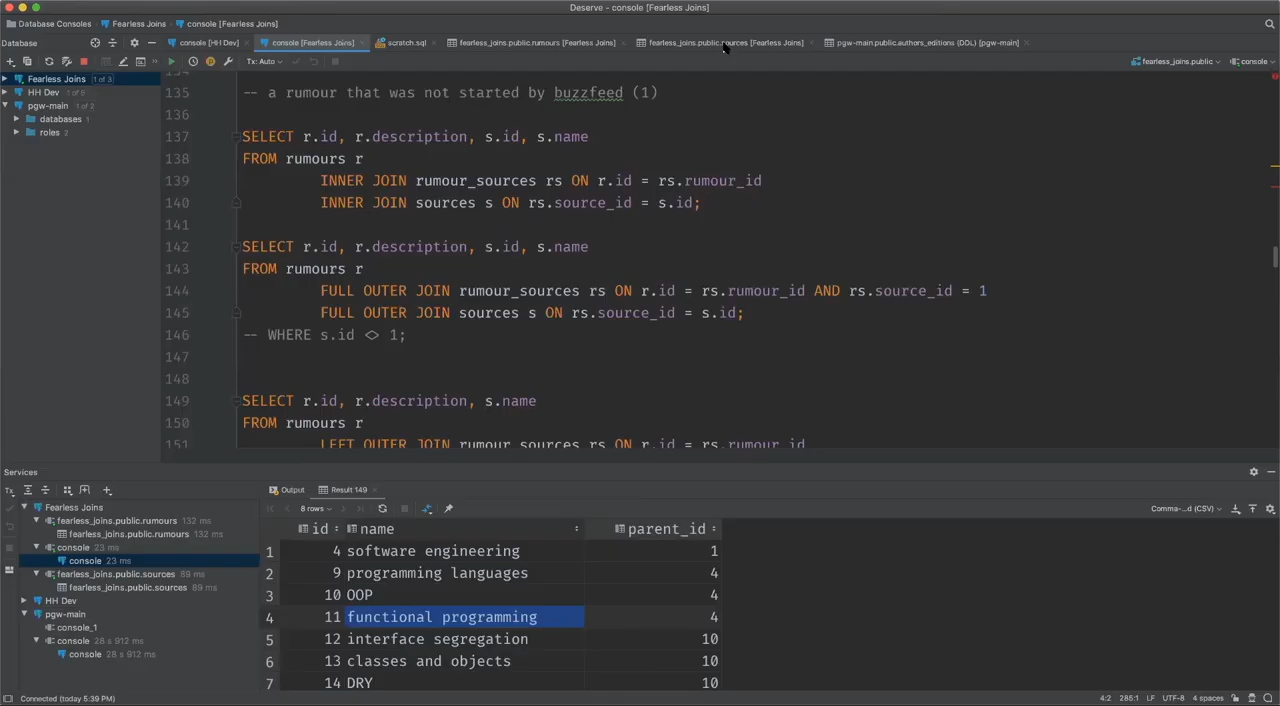 Deserve - console [Fearless Joins]
Database Consoles Fearless Joins console [Fearless Joins]
Database console [HH Dev] console [Fearless Joins] scratch.sql fearless_joins.public.rumours [Fearless Joins] fearless_joins.public.sources [Fearless Joins] pgw-main.public.authors_editions (DDL) [pgw-main]
Tx: Auto fearless_joins.public console
Fearless Joins 1 of 3
HH Dev 1 of 5
pgw-main 1 of 2
databases 1
roles 2
134
135 -- a rumour that was not started by buzzfeed (1)
136
137 SELECT r.id, r.description, s.id, s.name
138 FROM rumours r
139 INNER JOIN rumour_sources rs ON r.id = rs.rumour_id
140 INNER JOIN sources s ON rs.source_id = s.id;
141
142 SELECT r.id, r.description, s.id, s.name
143 FROM rumours r
144 FULL OUTER JOIN rumour_sources rs ON r.id = rs.rumour_id AND rs.source_id = 1
145 FULL OUTER JOIN sources s ON rs.source_id = s.id;
146 -- WHERE s.id <> 1;
147
148
149 SELECT r.id, r.description, s.name
150 FROM rumours r
151 LEFT OUTER JOIN rumour_sources rs ON r.id = rs.rumour_id
Services
Tx
Fearless Joins
fearless_joins.public.rumours 132 ms
fearless_joins.public.rumours 132 ms
console 23 ms
console 23 ms
fearless_joins.public.sources 89 ms
fearless_joins.public.sources 89 ms
HH Dev
pgw-main
console_1
console 28 s 912 ms
console 28 s 912 ms
Output Result 149
8 rows Comma-...d (CSV)
id name parent_id
1 4 software engineering 1
2 9 programming languages 4
3 10 OOP 4
4 11 functional programming 4
5 12 interface segregation 10
6 13 classes and objects 10
7 14 DRY 10
Connected (today 5:39 PM) 4:2 285:1 LF UTF-8 4 spaces